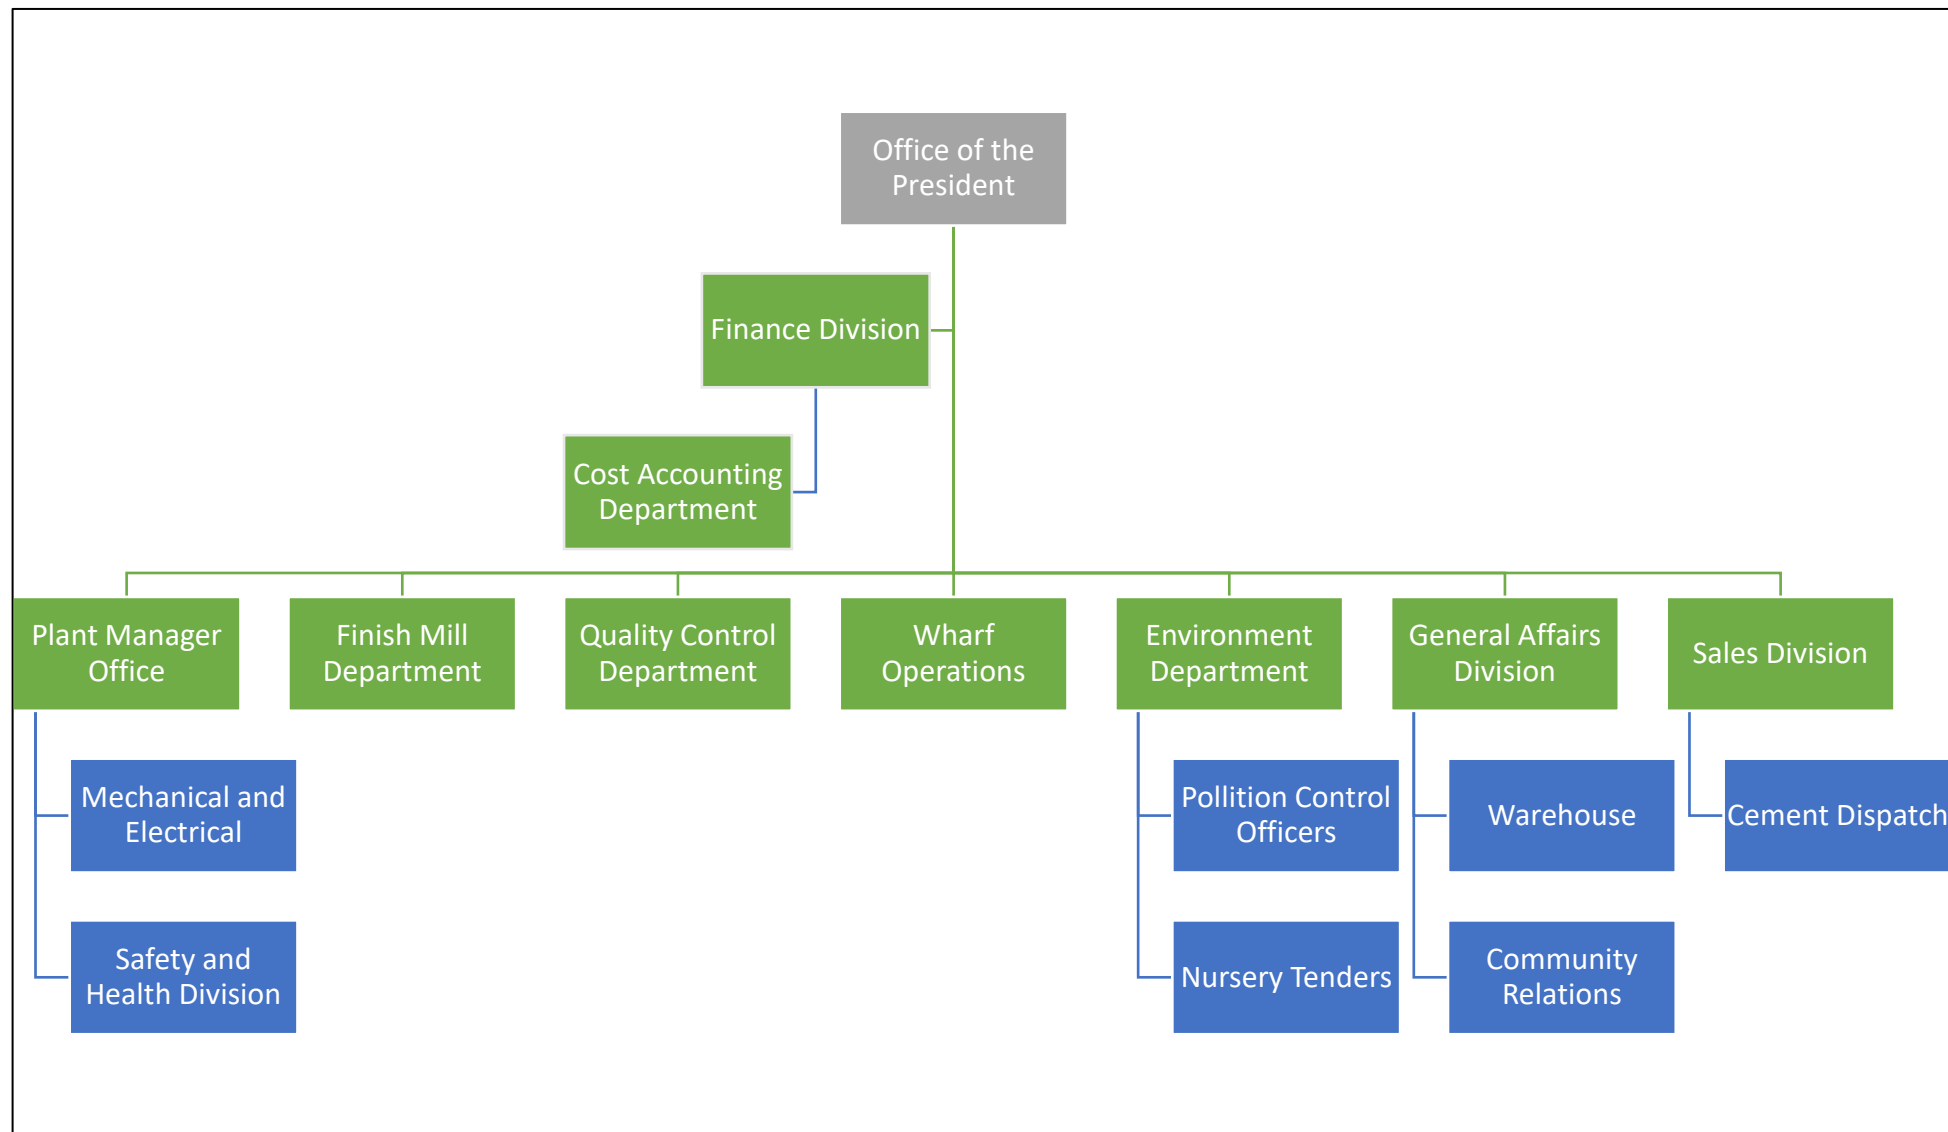 Office of the
President
Finance Division
Cost Accounting
Department
Plant Manager
Office
Finish Mill
Department
Quality Control
Department
Wharf
Operations
Environment
Department
General Affairs
Division
Sales Division
Mechanical and
Electrical
Pollition Control
Officers
Warehouse
Cement Dispatch
Safety and
Health Division
Nursery Tenders
Community
Relations